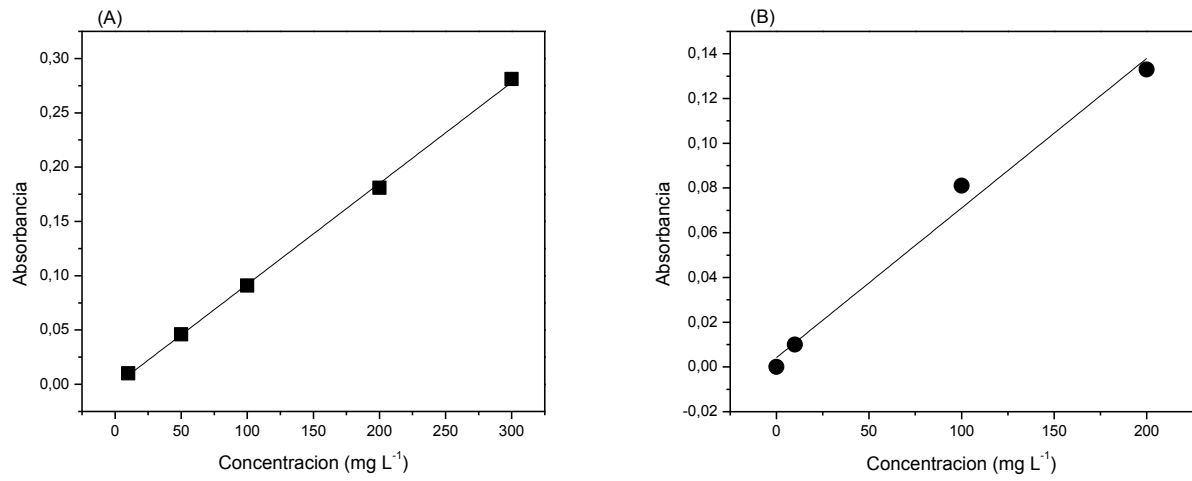 (A)
0,30
0,25
0,20
0,15
0,10
0,05
0,00
Absorbancia
0 50 100 150 200 250 300
Concentracion (mg L⁻¹)
(B)
0,14
0,12
0,10
0,08
0,06
0,04
0,02
0,00
-0,02
Absorbancia
0 50 100 150 200
Concentracion (mg L⁻¹)